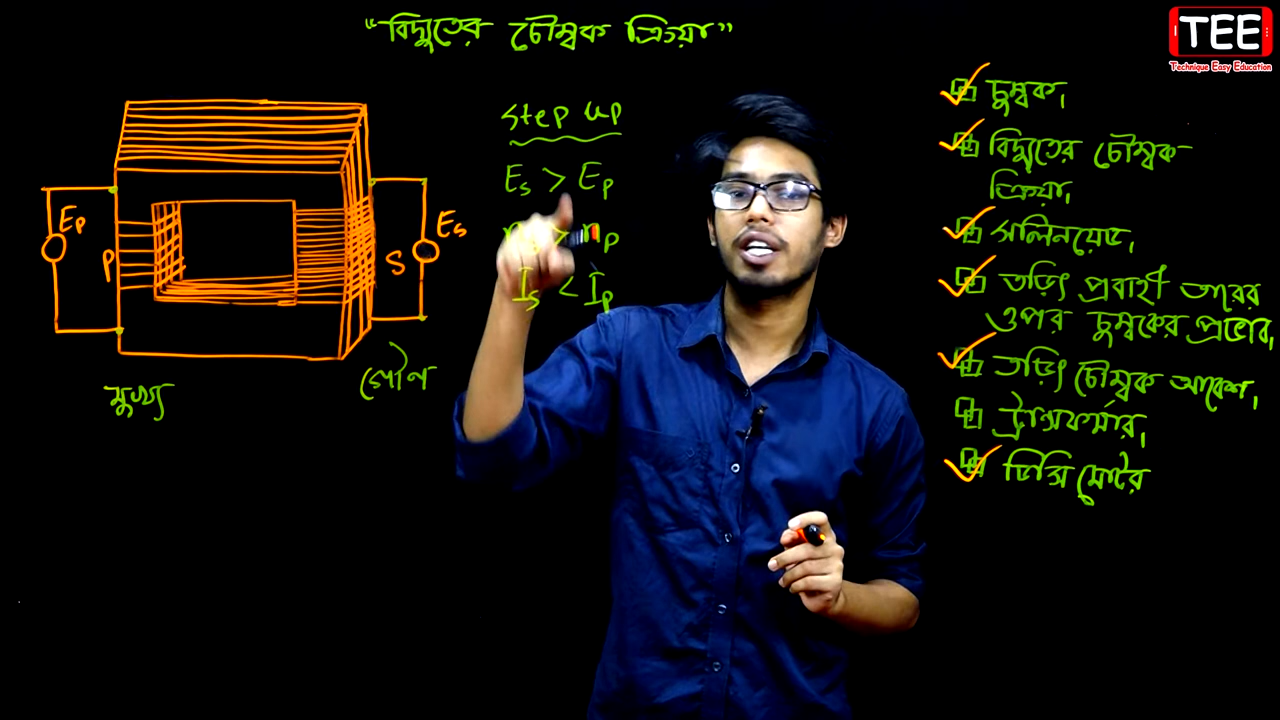 “বিদ্যুতের চৌম্বক ক্রিয়া”
TEE
Technique Easy Education
Step up
Es > Ep
> np
Is < Ip
Ep
P
Es
S
মুখ্য
গৌণ
চুম্বক,
বিদ্যুতের চৌম্বক
ক্রিয়া,
সলিনয়েড,
তড়িৎ প্রবাহী তারের
ওপর চুম্বকের প্রভাব,
তড়িৎ চৌম্বক আবেশ,
ট্রান্সফর্মার,
ডিসি মোটর